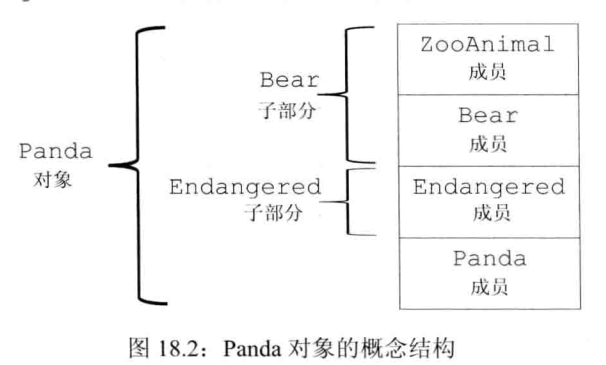 ZooAnimal
成员
Bear
子部分
Bear
成员
Panda
对象
Endangered
子部分
Endangered
成员
Panda
成员
图 18.2：Panda 对象的概念结构